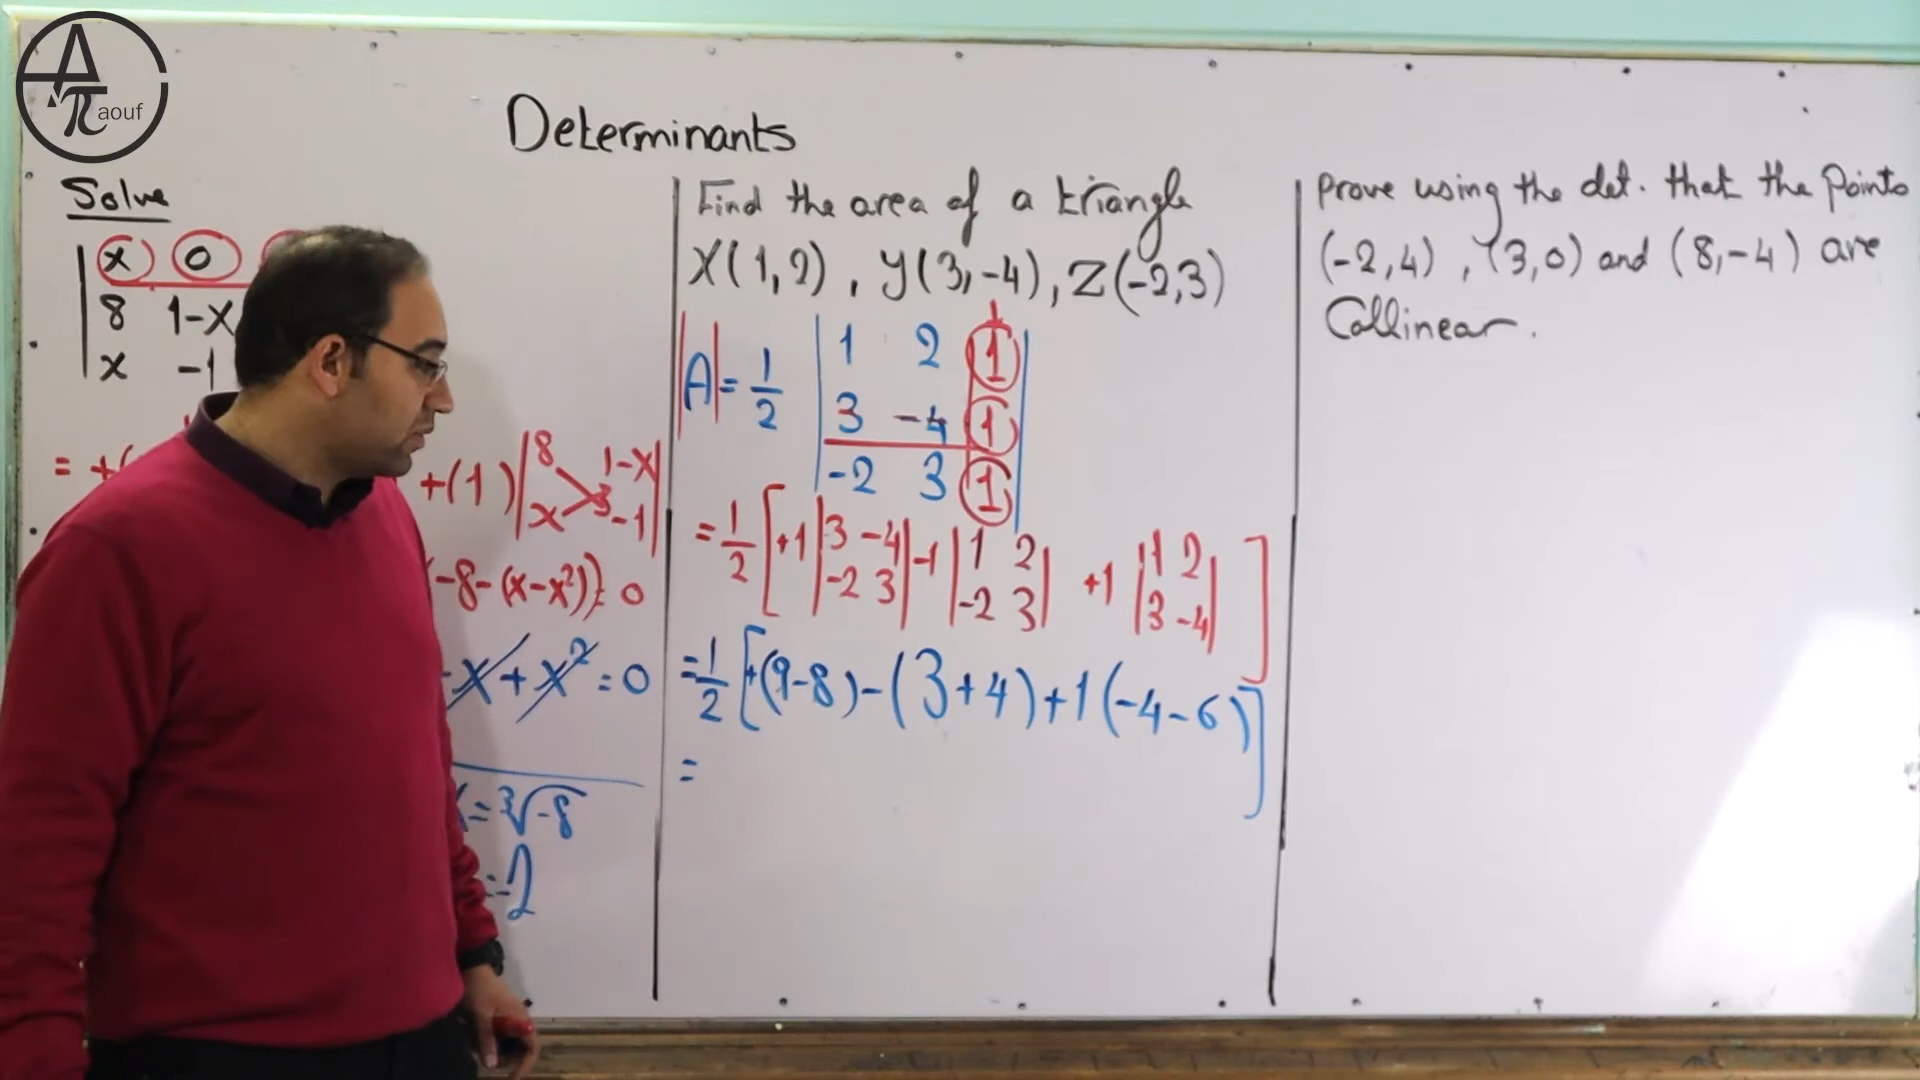 aouf
Determinants
Solve
x 0
8 1-x
x -1
= +(
+(1) | 8 1-x |
| x -1 |
-8-(x-x²)) = 0
-x + x² = 0
x = ∛-8
= -2
Find the area of a triangle
X(1,2), y(3,-4), Z(-2,3)
|A| = 1/2 | 1 2 1 |
| 3 -4 1 |
| -2 3 1 |
= 1/2 [ +1 | 3 -4 | -1 | 1 2 | +1 | 1 2 | ]
| -2 3 | | -2 3 | | 3 -4 |
= 1/2 [ +(9-8) - (3+4) + 1(-4-6) ]
=
Prove using the det. that the Points
(-2,4), (3,0) and (8,-4) are
Collinear.